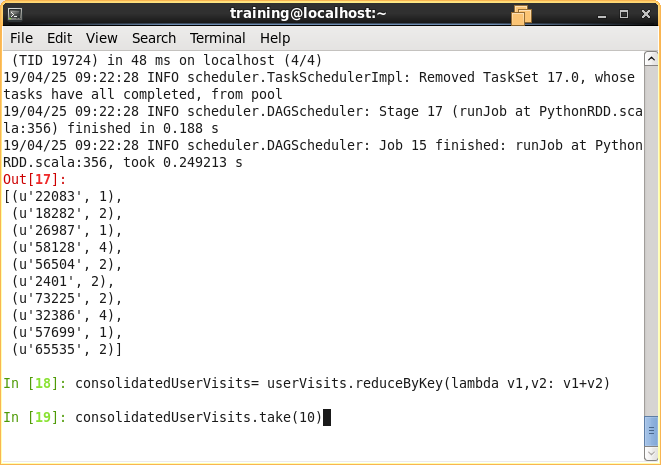 training@localhost:~
File Edit View Search Terminal Help
(TID 19724) in 48 ms on localhost (4/4)
19/04/25 09:22:28 INFO scheduler.TaskSchedulerImpl: Removed TaskSet 17.0, whose
tasks have all completed, from pool
19/04/25 09:22:28 INFO scheduler.DAGScheduler: Stage 17 (runJob at PythonRDD.sca
la:356) finished in 0.188 s
19/04/25 09:22:28 INFO scheduler.DAGScheduler: Job 15 finished: runJob at Python
RDD.scala:356, took 0.249213 s
Out[17]:
[(u'22083', 1),
(u'18282', 2),
(u'26987', 1),
(u'58128', 4),
(u'56504', 2),
(u'2401', 2),
(u'73225', 2),
(u'32386', 4),
(u'57699', 1),
(u'65535', 2)]
In [18]: consolidatedUserVisits= userVisits.reduceByKey(lambda v1,v2: v1+v2)
In [19]: consolidatedUserVisits.take(10)